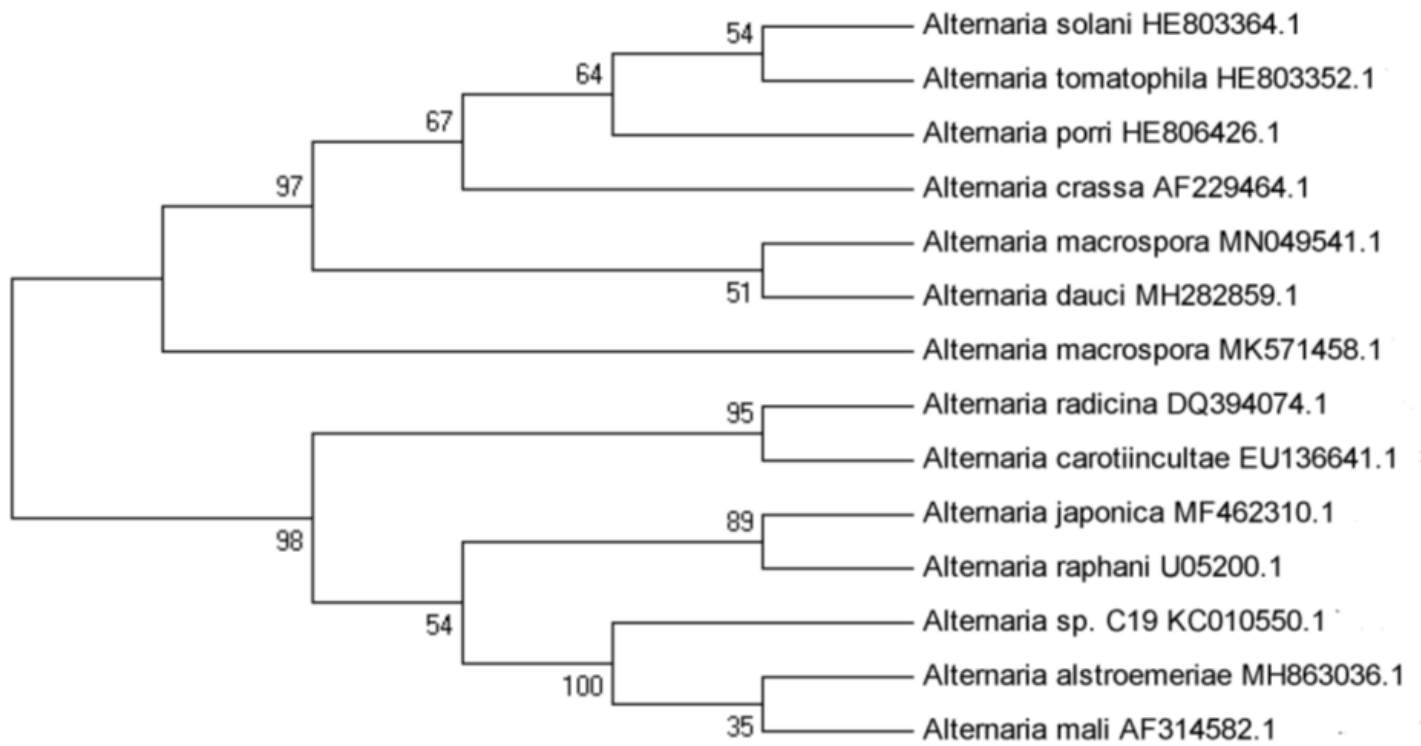 54
Alternaria solani HE803364.1
64
Alternaria tomatophila HE803352.1
67
Alternaria porri HE806426.1
97
Alternaria crassa AF229464.1
Alternaria macrospora MN049541.1
51
Alternaria dauci MH282859.1
Alternaria macrospora MK571458.1
95
Alternaria radicina DQ394074.1
Alternaria carotiincultae EU136641.1
98
89
Alternaria japonica MF462310.1
Alternaria raphani U05200.1
54
Alternaria sp. C19 KC010550.1
100
Alternaria alstroemeriae MH863036.1
35
Alternaria mali AF314582.1